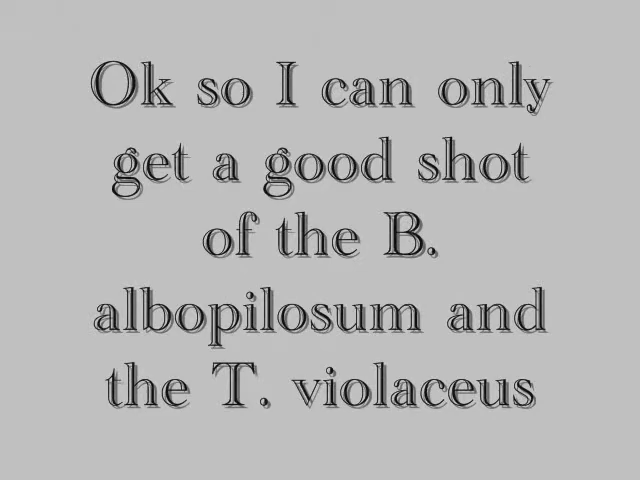 Ok so I can only
get a good shot
of the B.
albopilosum and
the T. violaceus